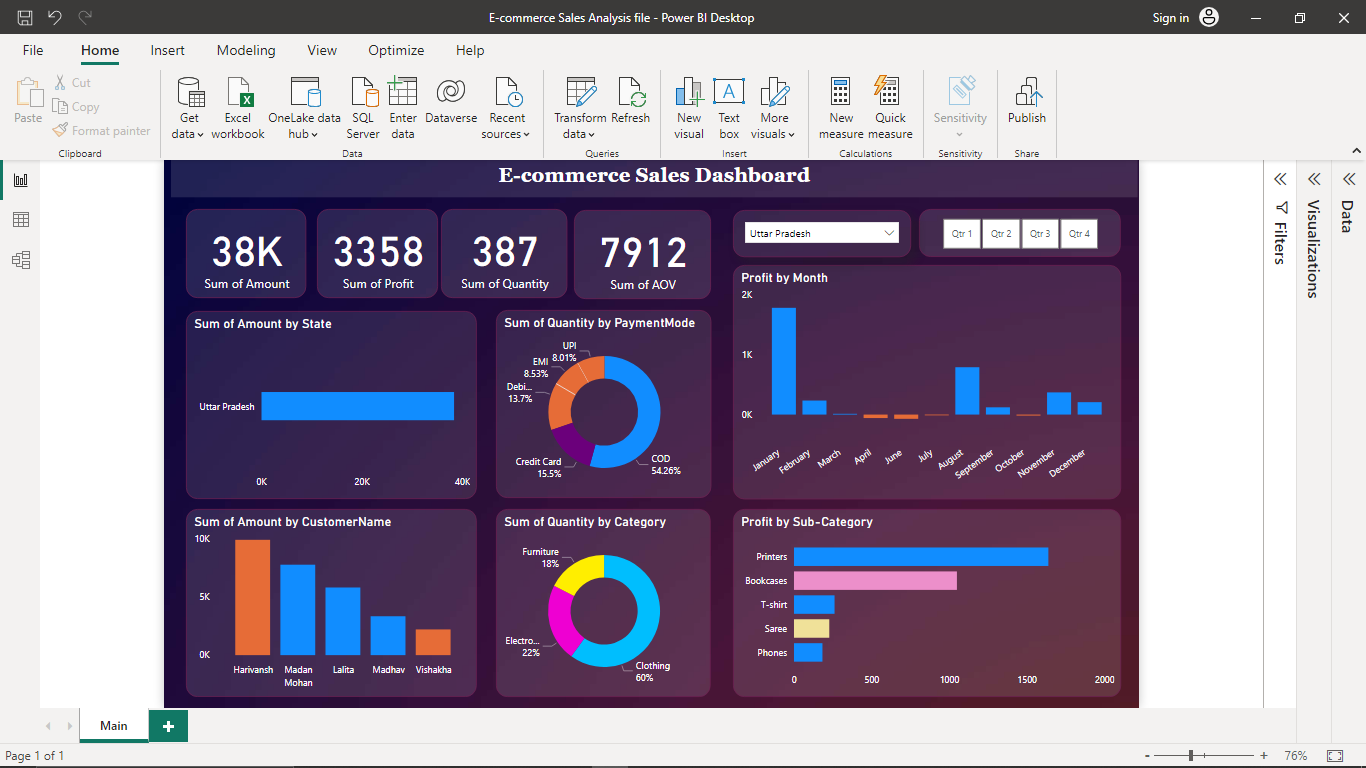 E-commerce Sales Analysis file - Power BI Desktop
Sign in
File
Home
Insert
Modeling
View
Optimize
Help
Paste
Cut
Copy
Format painter
Clipboard
Get
data
Excel
workbook
OneLake data
hub
SQL
Server
Enter
data
Dataverse
Recent
sources
Data
Transform
data
Refresh
Queries
New
visual
Text
box
More
visuals
Insert
New
measure
Quick
measure
Calculations
Sensitivity
Sensitivity
Publish
Share
E-commerce Sales Dashboard
38K
Sum of Amount
3358
Sum of Profit
387
Sum of Quantity
7912
Sum of AOV
Uttar Pradesh
Qtr 1
Qtr 2
Qtr 3
Qtr 4
Sum of Amount by State
Uttar Pradesh
0K
20K
40K
Sum of Quantity by PaymentMode
UPI
8.01%
EMI
8.53%
Debi...
13.7%
Credit Card
15.5%
COD
54.26%
Profit by Month
2K
1K
0K
January
February
March
April
June
July
August
September
October
November
December
Sum of Amount by CustomerName
10K
5K
0K
Harivansh
Madan
Mohan
Lalita
Madhav
Vishakha
Sum of Quantity by Category
Furniture
18%
Electro...
22%
Clothing
60%
Profit by Sub-Category
Printers
Bookcases
T-shirt
Saree
Phones
0
500
1000
1500
2000
Filters
Visualizations
Data
Main
Page 1 of 1
- +
76%